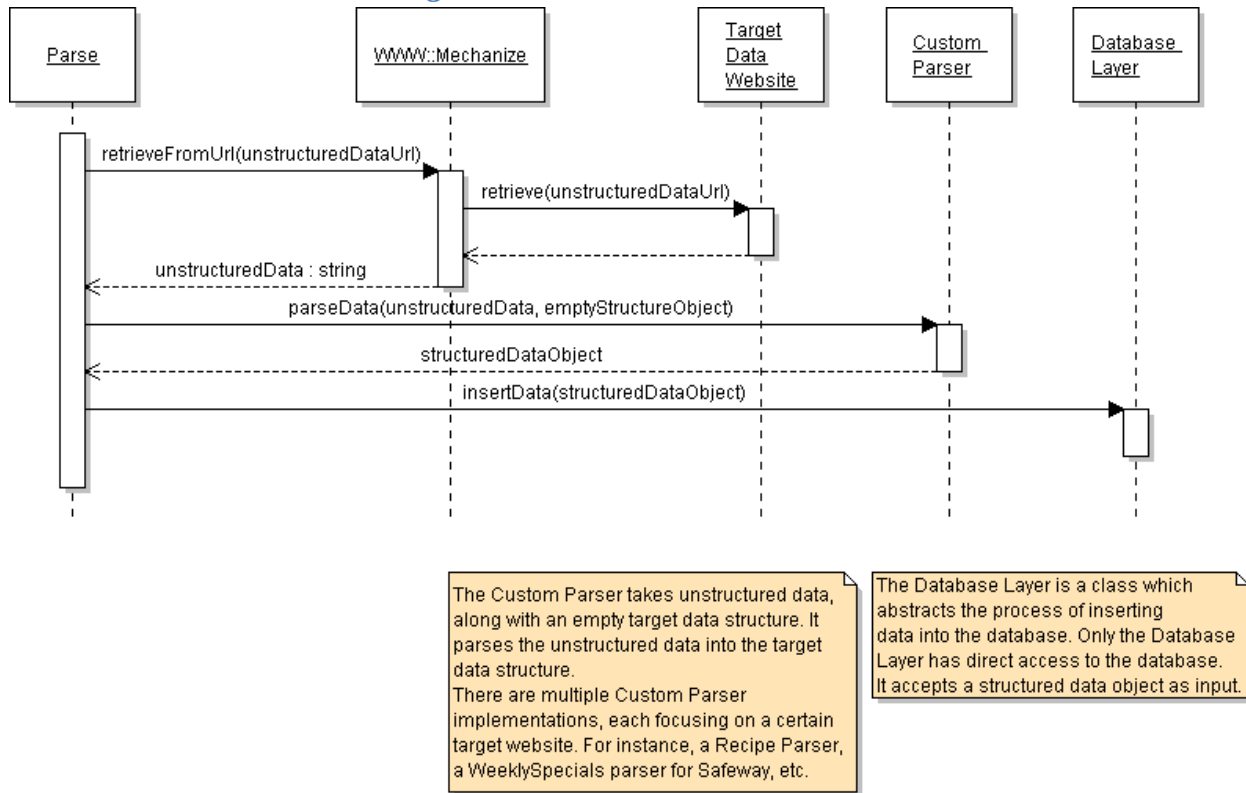 Parse
WWW::Mechanize
Target
Data
Website
Custom
Parser
Database
Layer
retrieveFromUrl(unstructuredDataUrl)
retrieve(unstructuredDataUrl)
unstructuredData : string
parseData(unstructuredData, emptyStructureObject)
structuredDataObject
insertData(structuredDataObject)
The Custom Parser takes unstructured data,
along with an empty target data structure. It
parses the unstructured data into the target
data structure.
There are multiple Custom Parser
implementations, each focusing on a certain
target website. For instance, a Recipe Parser,
a WeeklySpecials parser for Safeway, etc.
The Database Layer is a class which
abstracts the process of inserting
data into the database. Only the Database
Layer has direct access to the database.
It accepts a structured data object as input.